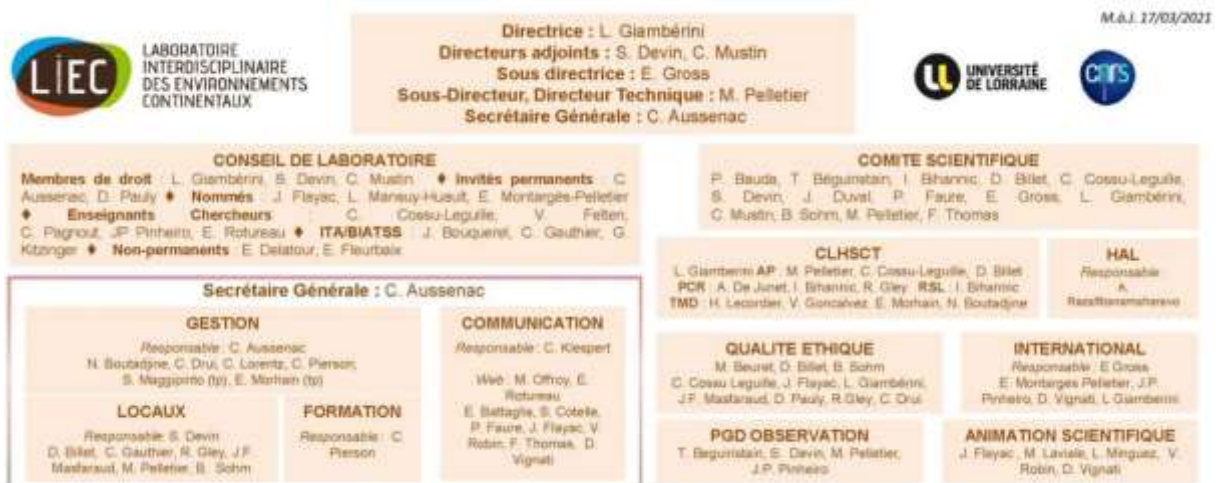 M.à.J. 17/03/2021
LIEC
LABORATOIRE
INTERDISCIPLINAIRE
DES ENVIRONNEMENTS
CONTINENTAUX
Directrice : L. Giambérini
Directeurs adjoints : S. Devin, C. Mustin
Sous directrice : E. Gross
Sous-Directeur, Directeur Technique : M. Pelletier
Secrétaire Générale : C. Aussenac
UNIVERSITÉ
DE LORRAINE
cnrs
CONSEIL DE LABORATOIRE
Membres de droit : L. Giambérini, S. Devin, C. Mustin ♦ Invités permanents : C.
Aussenac, D. Pauly ♦ Nommés : J. Flayac, L. Mansuy-Huault, E. Montargès-Pelletier
♦ Enseignants Chercheurs : C. Cossu-Leguille, V. Felten,
C. Pagnout, JP Pinheiro, E. Rotureau ♦ ITA/BIATSS : J. Bouquerel, C. Gauthier, G.
Kitzinger ♦ Non-permanents : E. Delatour, E. Fleurbaix
COMITE SCIENTIFIQUE
P. Bauda, T. Béguiristain, I. Bihannic, D. Billet, C. Cossu-Leguille,
S. Devin, J. Duval, P. Faure, E. Gross, L. Giambérini,
C. Mustin, B. Sohm, M. Pelletier, F. Thomas
CLHSCT
L. Giamberini AP : M. Pelletier, C. Cossu-Leguille, D. Billet
PCR : A. De Junet, I. Bihannic, R. Gley RSL : I. Bihannic
TMD : H. Lecordier, V. Goncalvez, E. Morhain, N. Boutadjine
HAL
Responsable :
A.
Secrétaire Générale : C. Aussenac
GESTION
Responsable : C. Aussenac
N. Boutadjine, C. Drui, C. Lorentz, C. Pierson,
S. Maggipinto (tp), E. Morhain (tp)
COMMUNICATION
Responsable : C. Klespert
Web : M. Offroy, E.
Rotureau
E. Battaglia, S. Cotelle,
P. Faure, J. Flayac, V.
Robin, F. Thomas, D.
Vignati
LOCAUX
Responsable: S. Devin
D. Billet, C. Gauthier, R. Gley, J.F.
Masfaraud, M. Pelletier, B. Sohm
FORMATION
Responsable : C.
Pierson
QUALITE ETHIQUE
M. Beuret, D. Billet, B. Sohm
C. Cossu Leguille, J. Flayac, L. Giambérini,
J.F. Masfaraud, D. Pauly, R.Gley, C. Drui
INTERNATIONAL
Responsable : E.Gross
E. Montarges Pelletier, J.P.
Pinheiro, D. Vignati, L Giamberini
PGD OBSERVATION
T. Beguiristain, S. Devin, M. Pelletier,
J.P. Pinheiro
ANIMATION SCIENTIFIQUE
J. Flayac, M. Laviale, L. Minguez, V.
Robin, D. Vignati